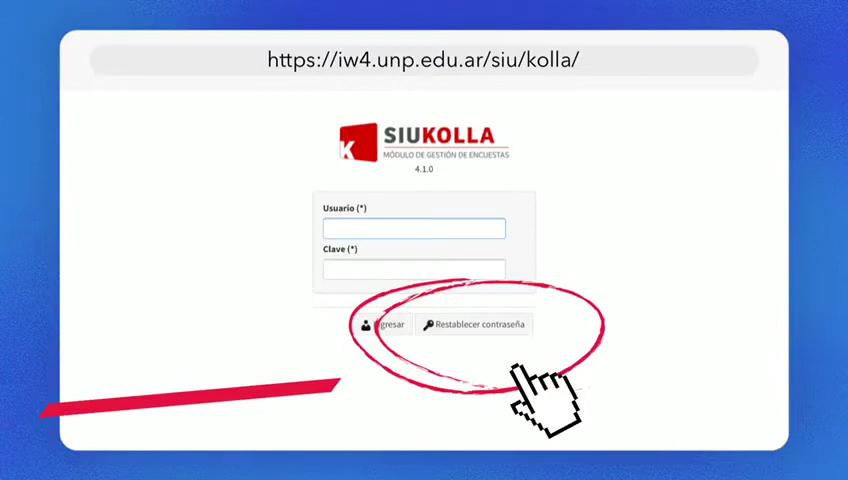 https://iw4.unp.edu.ar/siu/kolla/
SIUKOLLA
MÓDULO DE GESTIÓN DE ENCUESTAS
4.1.0
Usuario (*)
Clave (*)
Ingresar Restablecer contraseña